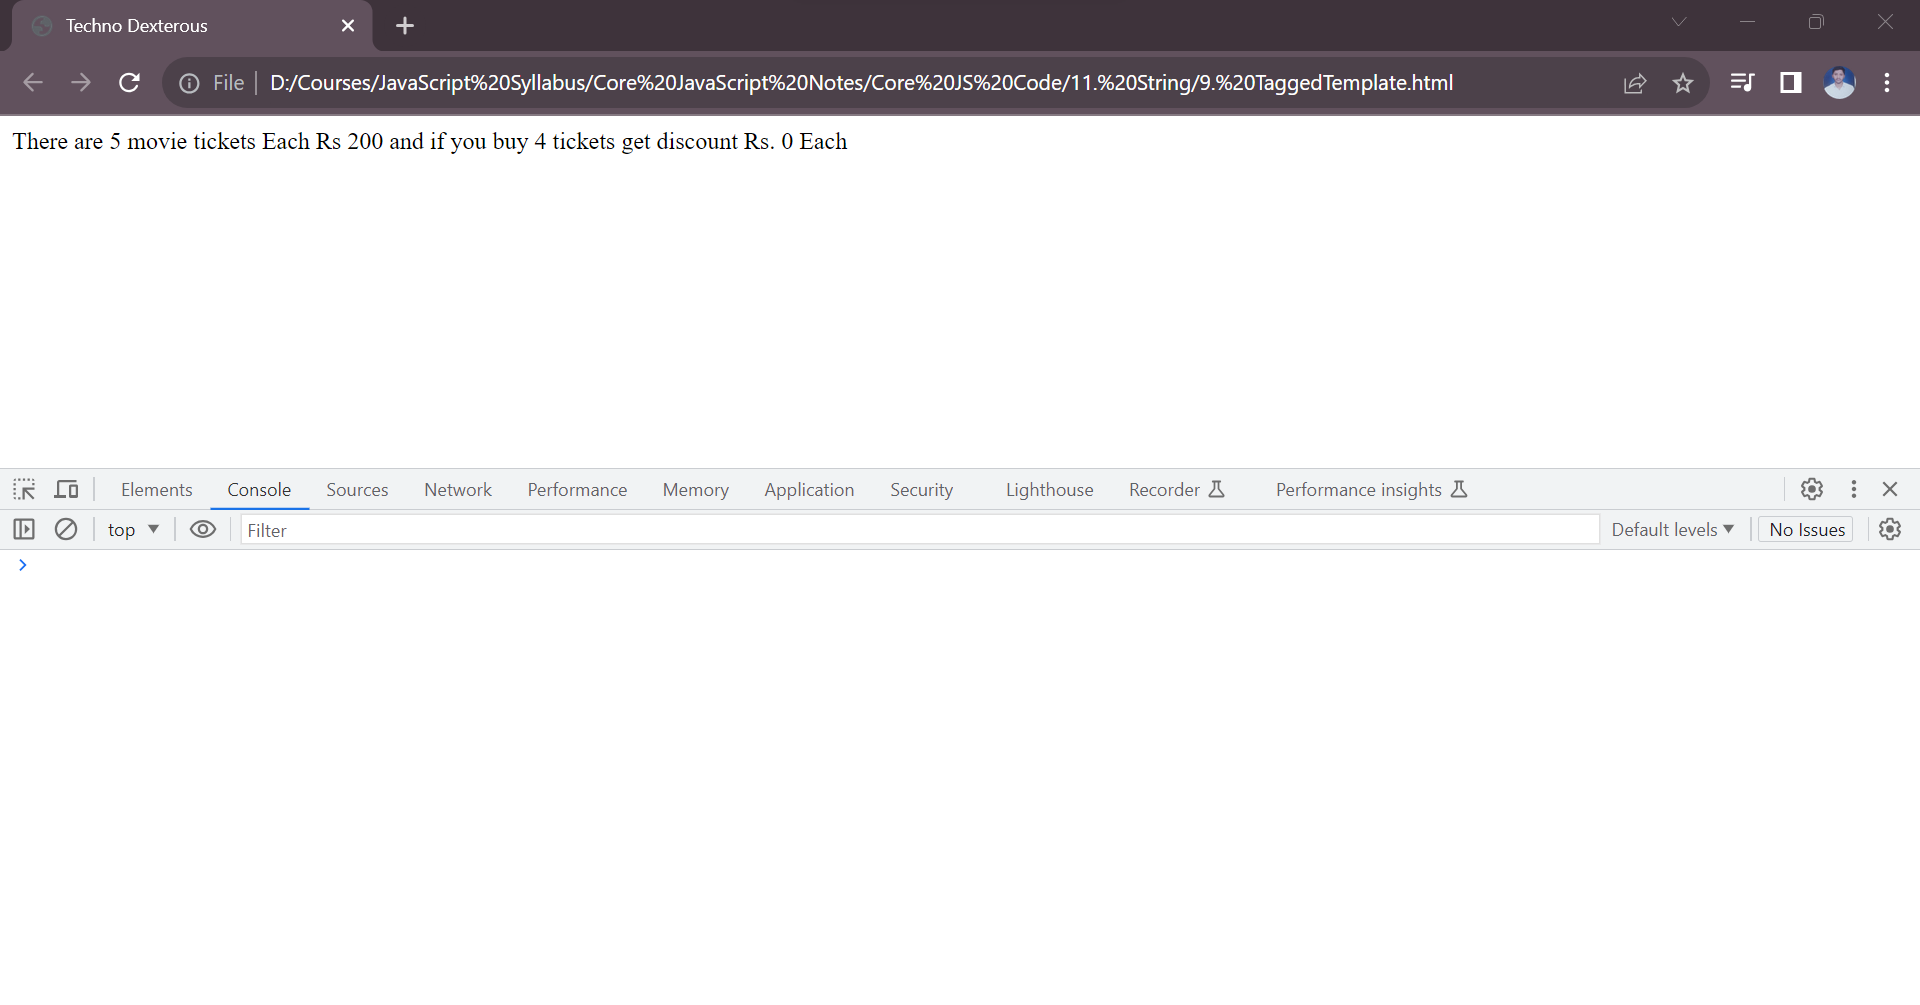 Techno Dexterous
File D:/Courses/JavaScript%20Syllabus/Core%20JavaScript%20Notes/Core%20JS%20Code/11.%20String/9.%20TaggedTemplate.html
There are 5 movie tickets Each Rs 200 and if you buy 4 tickets get discount Rs. 0 Each
Elements Console Sources Network Performance Memory Application Security Lighthouse Recorder Performance insights
top Filter Default levels No Issues